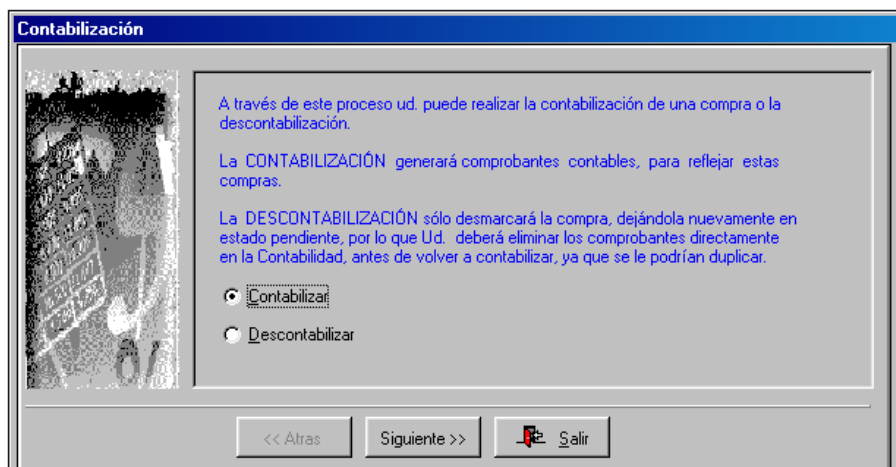 Contabilización
A través de este proceso ud. puede realizar la contabilización de una compra o la
descontabilización.
La CONTABILIZACIÓN generará comprobantes contables, para reflejar estas
compras.
La DESCONTABILIZACIÓN sólo desmarcará la compra, dejándola nuevamente en
estado pendiente, por lo que Ud. deberá eliminar los comprobantes directamente
en la Contabilidad, antes de volver a contabilizar, ya que se le podrían duplicar.
Contabilizar
Descontabilizar
<< Atras
Siguiente >>
Salir